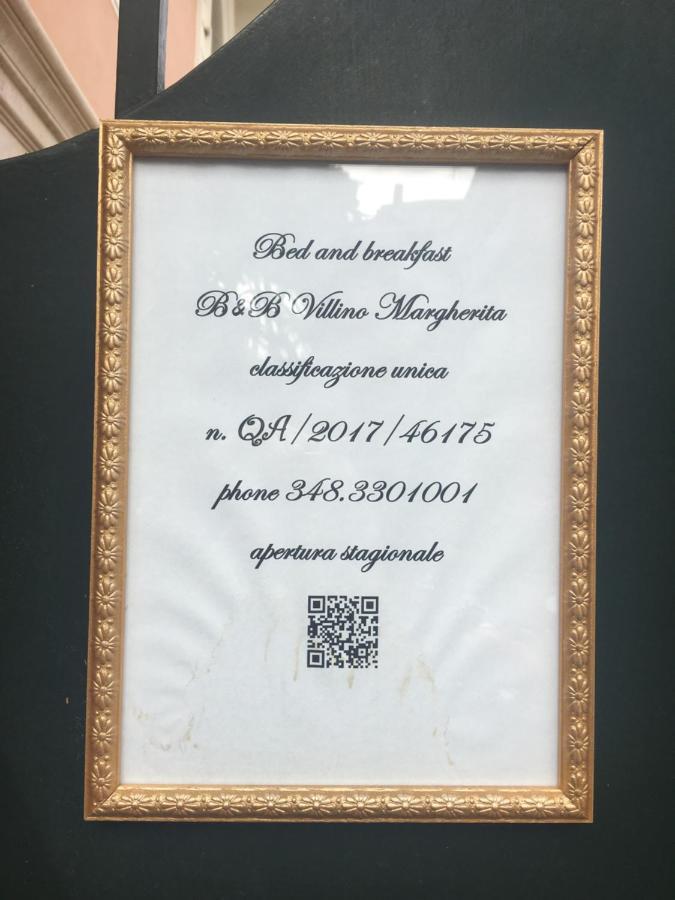 Bed and breakfast
B&B Villino Margherita
classificazione unica
n. QA/2017/46175
phone 348.3301001
apertura stagionale